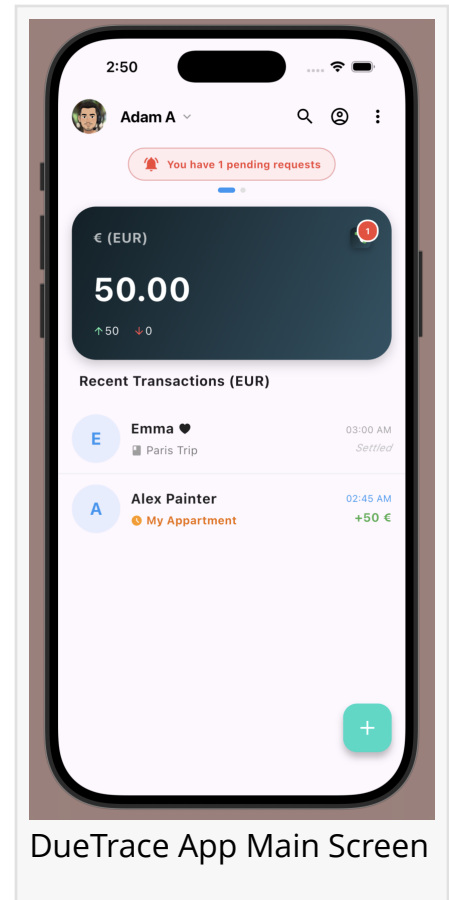 2:50
Adam A
You have 1 pending requests
€ (EUR)
1
50.00
↑50 ↓0
Recent Transactions (EUR)
E
Emma ♥
03:00 AM
Paris Trip
Settled
A
Alex Painter
02:45 AM
My Appartment
+50 €
+
DueTrace App Main Screen